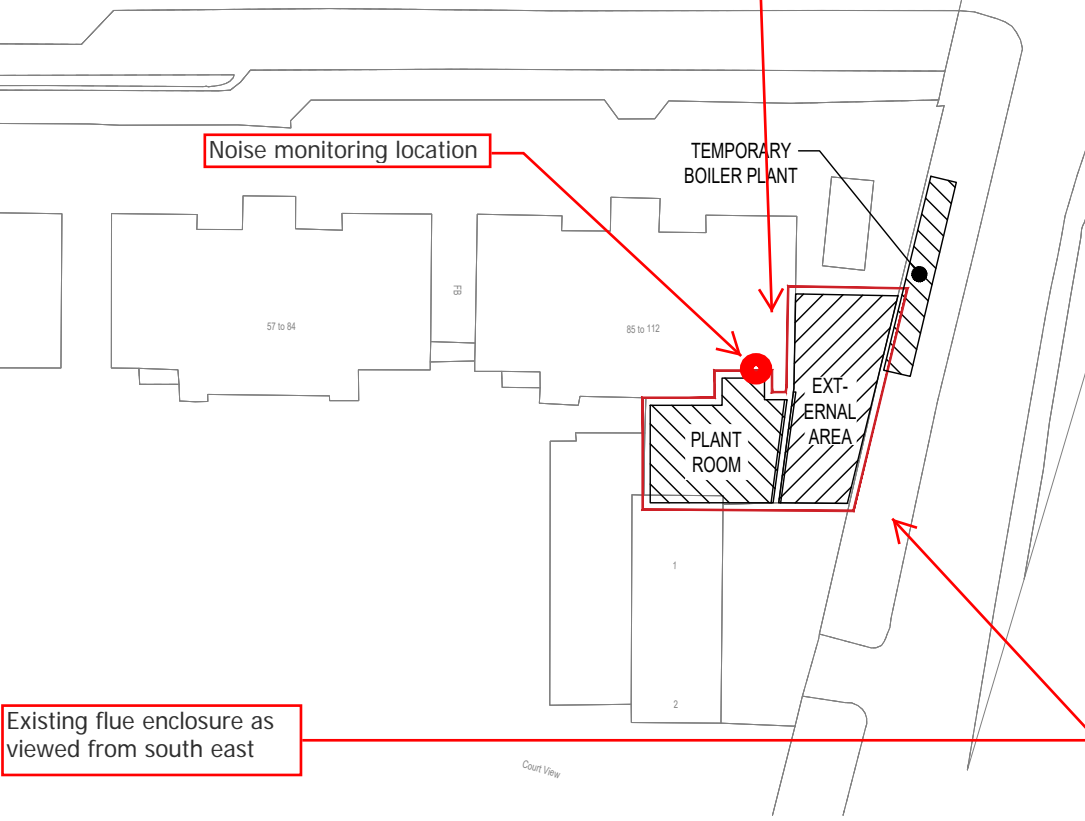 Noise monitoring location
TEMPORARY
BOILER PLANT
FB
57 to 84
85 to 112
EXT-
ERNAL
AREA
PLANT
ROOM
1
2
Existing flue enclosure as
viewed from south east
Court View